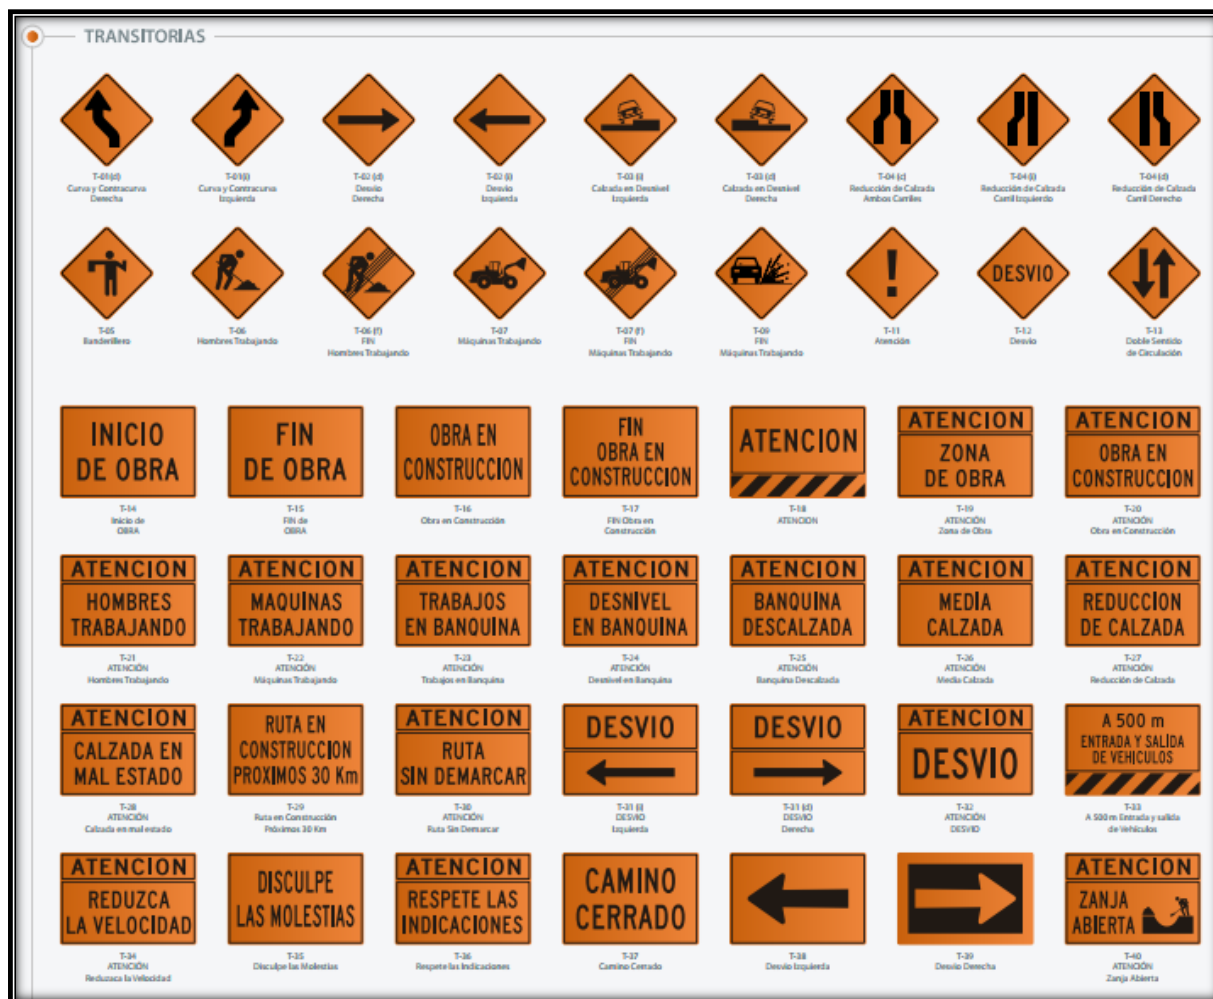 TRANSITORIAS
T-01(d)
Curva y Contracurva
Derecha
T-01(i)
Curva y Contracurva
Izquierda
T-02 (d)
Desvio
Derecha
T-02 (i)
Desvio
Izquierda
T-03 (i)
Calzada en Desnivel
Izquierda
T-03 (d)
Calzada en Desnivel
Derecha
T-04 (c)
Reducción de Calzada
Ambos Carriles
T-04 (i)
Reducción de Calzada
Carril Izquierdo
T-04 (d)
Reducción de Calzada
Carril Derecho
DESVIO
T-05
Banderillero
T-06
Hombres Trabajando
T-06 (f)
FIN
Hombres Trabajando
T-07
Máquinas Trabajando
T-07 (f)
FIN
Máquinas Trabajando
T-09
FIN
Máquinas Trabajando
T-11
Atención
T-12
Desvio
T-13
Doble Sentido
de Circulación
INICIO
DE OBRA
FIN
DE OBRA
OBRA EN
CONSTRUCCION
FIN
OBRA EN
CONSTRUCCION
ATENCION
ATENCION
ZONA
DE OBRA
ATENCION
OBRA EN
CONSTRUCCION
T-14
Inicio de
OBRA
T-15
FIN de
OBRA
T-16
Obra en Construcción
T-17
FIN Obra en
Construcción
T-18
ATENCION
T-19
ATENCIÓN
Zona de Obra
T-20
ATENCIÓN
Obra en Construcción
ATENCION
HOMBRES
TRABAJANDO
ATENCION
MAQUINAS
TRABAJANDO
ATENCION
TRABAJOS
EN BANQUINA
ATENCION
DESNIVEL
EN BANQUINA
ATENCION
BANQUINA
DESCALZADA
ATENCION
MEDIA
CALZADA
ATENCION
REDUCCION
DE CALZADA
T-21
ATENCIÓN
Hombres Trabajando
T-22
ATENCIÓN
Máquinas Trabajando
T-23
ATENCIÓN
Trabajos en Banquina
T-24
ATENCIÓN
Desnivel en Banquina
T-25
ATENCIÓN
Banquina Descalzada
T-26
ATENCIÓN
Media Calzada
T-27
ATENCIÓN
Reducción de Calzada
ATENCION
CALZADA EN
MAL ESTADO
RUTA EN
CONSTRUCCION
PROXIMOS 30 Km
ATENCION
RUTA
SIN DEMARCAR
DESVIO
DESVIO
ATENCION
DESVIO
A 500 m
ENTRADA Y SALIDA
DE VEHICULOS
T-28
ATENCIÓN
Calzada en mal estado
T-29
Ruta en Construcción
Próximos 30 Km
T-30
ATENCIÓN
Ruta Sin Demarcar
T-31 (i)
DESVIO
Izquierda
T-31 (d)
DESVIO
Derecha
T-32
ATENCIÓN
DESVIO
T-33
A 500 m Entrada y salida
de Vehículos
ATENCION
REDUZCA
LA VELOCIDAD
DISCULPE
LAS MOLESTIAS
ATENCION
RESPETE LAS
INDICACIONES
CAMINO
CERRADO
ATENCION
ZANJA
ABIERTA
T-34
ATENCIÓN
Reduzaca la Velocidad
T-35
Disculpe las Molestias
T-36
Respete las Indicaciones
T-37
Camino Cerrado
T-38
Desvio Izquierda
T-39
Desvio Derecha
T-40
ATENCIÓN
Zanja Abierta